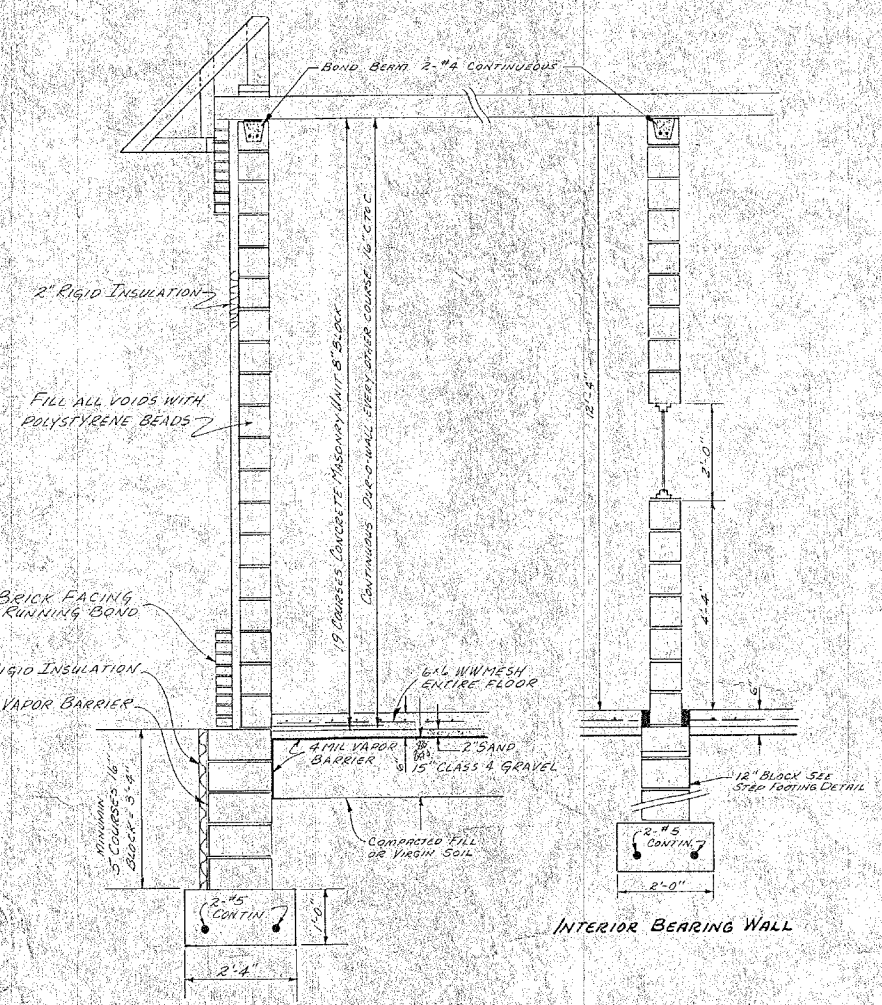 BOND BEAM 2-#4 CONTINUEOUS
2" RIGID INSULATION
FILL ALL VOIDS WITH
POLYSTYRENE BEADS
19 COURSES CONCRETE MASONRY UNIT 8" BLOCK
CONTINUOUS DUR-O-WALL EVERY OTHER COURSE 16" C TO C
12'-4"
3'-0"
4'-4"
BRICK FACING
RUNNING BOND
RIGID INSULATION
VAPOR BARRIER
6x6 WWMESH
ENTIRE FLOOR
6"
4 MIL VAPOR
BARRIER
6"
2" SAND
15" CLASS 4 GRAVEL
12" BLOCK SEE
STEP FOOTING DETAIL
MINUMIN
5 COURSES 16"
BLOCK = 3'-4"
COMPACTED FILL
OR VIRGIN SOIL
2-#5
CONTIN.
2'-0"
2-#5
CONTIN.
1'-0"
2'-4"
INTERIOR BEARING WALL